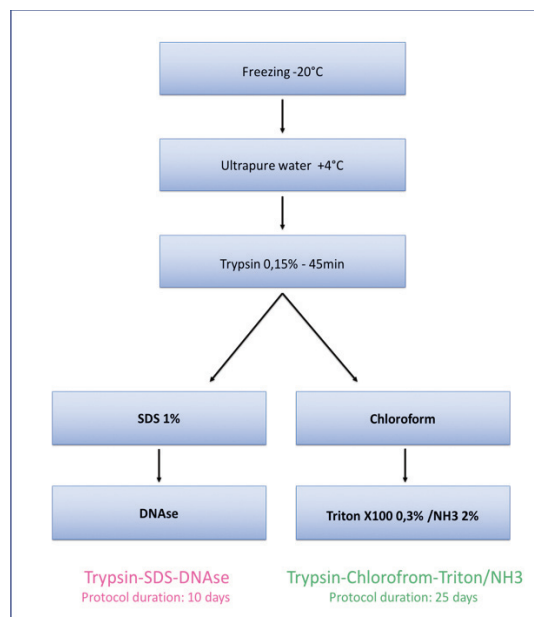 Freezing -20°C
Ultrapure water +4°C
Trypsin 0,15% - 45min
SDS 1%
Chloroform
DNAse
Triton X100 0,3% /NH3 2%
Trypsin-SDS-DNAse
Protocol duration: 10 days
Trypsin-Chlorofrom-Triton/NH3
Protocol duration: 25 days